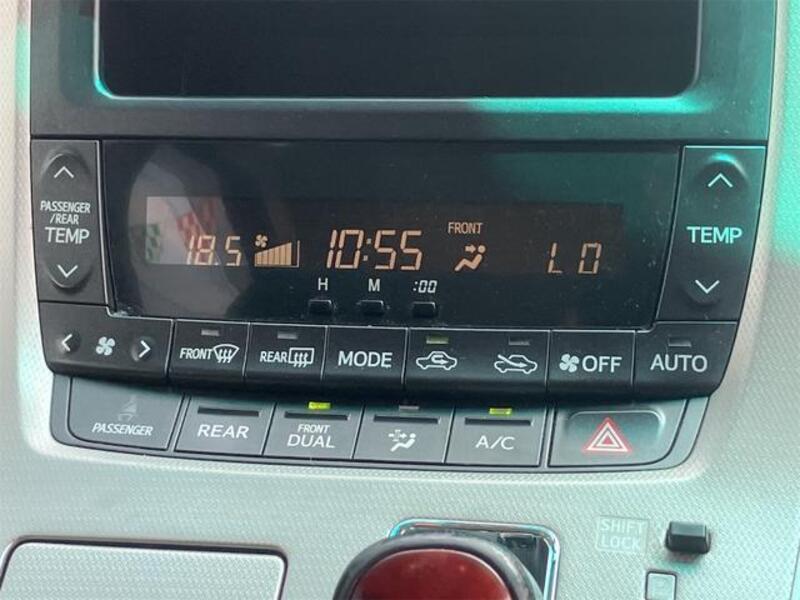 PASSENGER
/REAR
TEMP
18.5
10:55
FRONT
LO
TEMP
H
M
:00
FRONT
REAR
MODE
OFF
AUTO
PASSENGER
REAR
FRONT
DUAL
A/C
SHIFT
LOCK